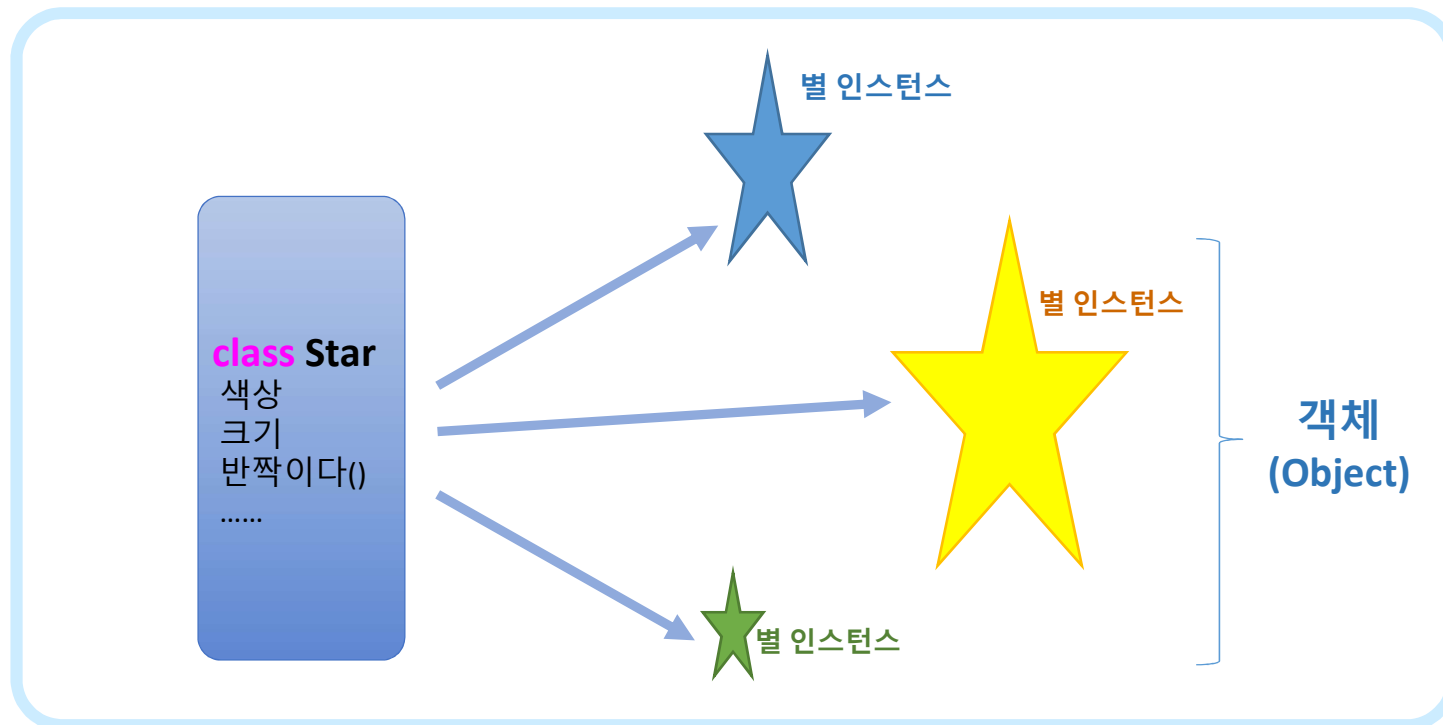 별 인스턴스
class Star
색상
크기
반짝이다()
……
별 인스턴스
객체
(Object)
별 인스턴스